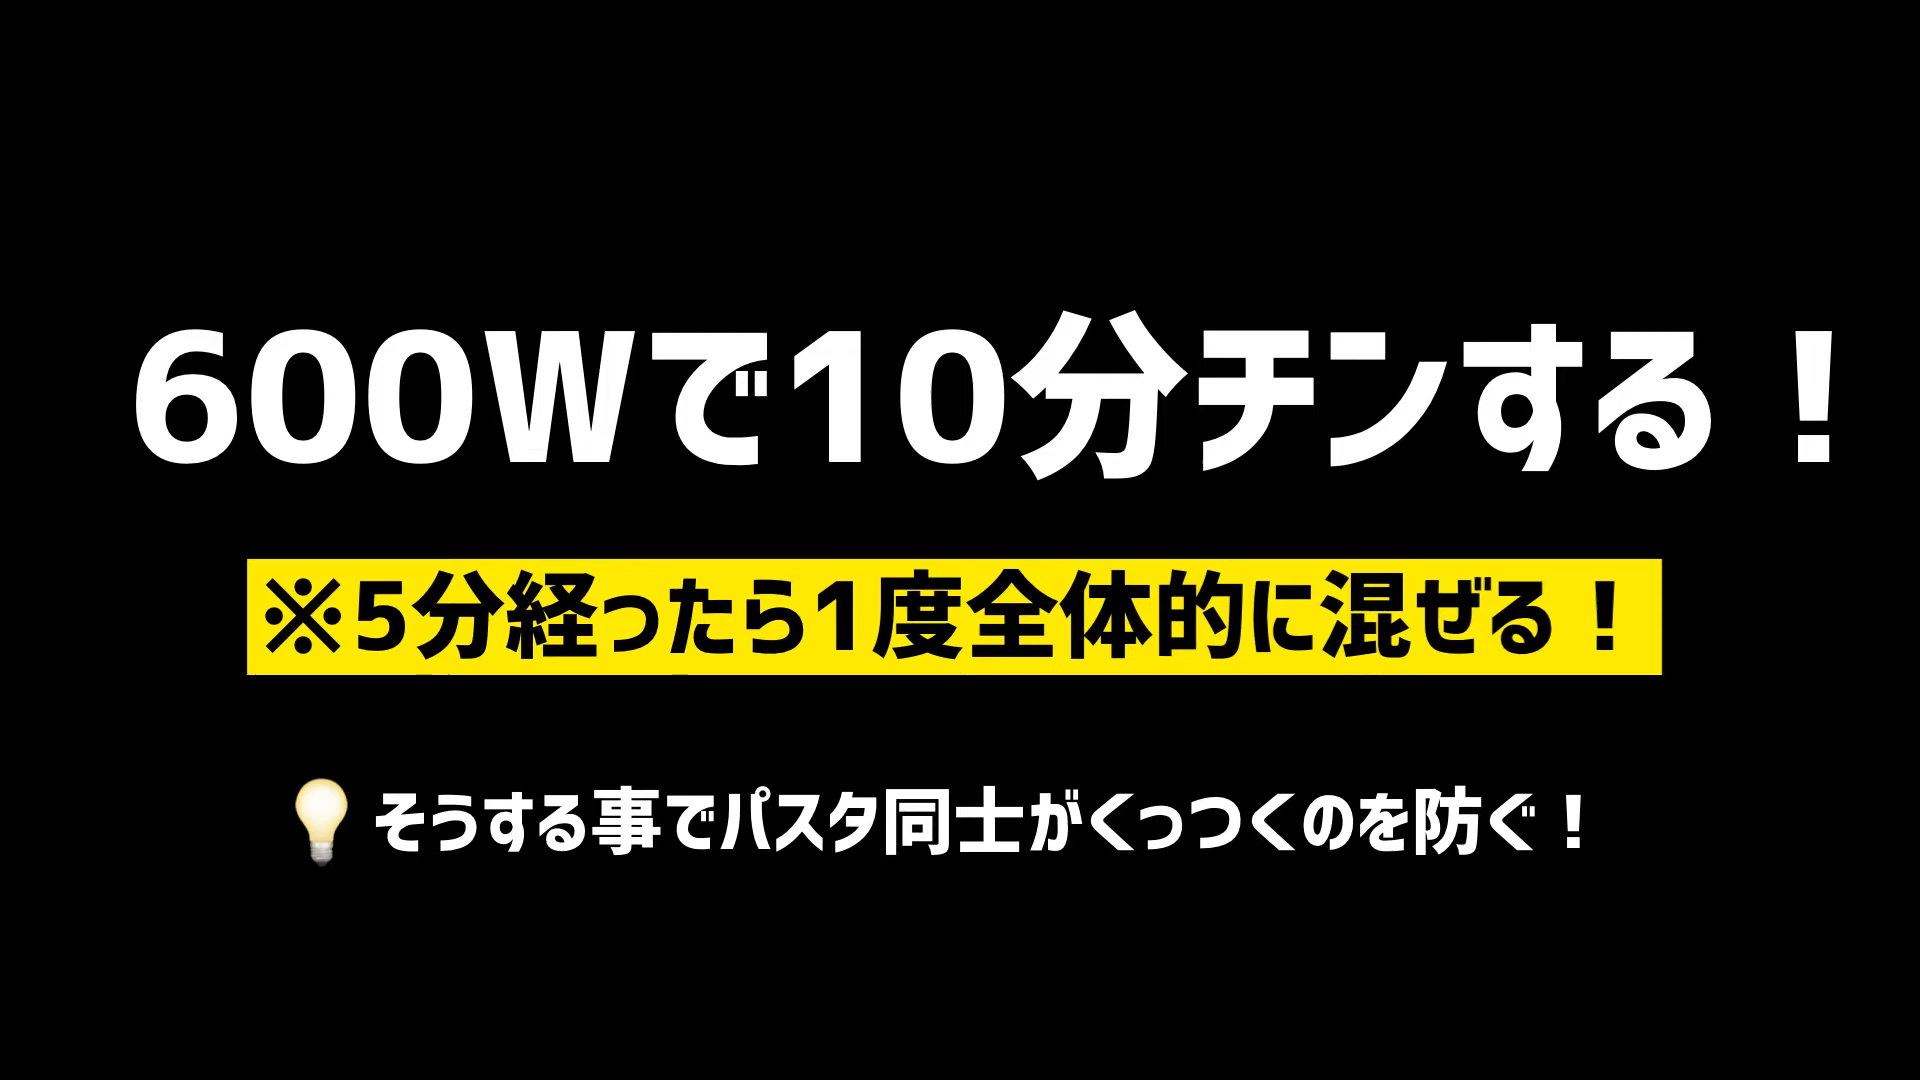 600Wで10分チンする！
※5分経ったら1度全体的に混ぜる！
💡そうする事でパスタ同士がくっつくのを防ぐ！